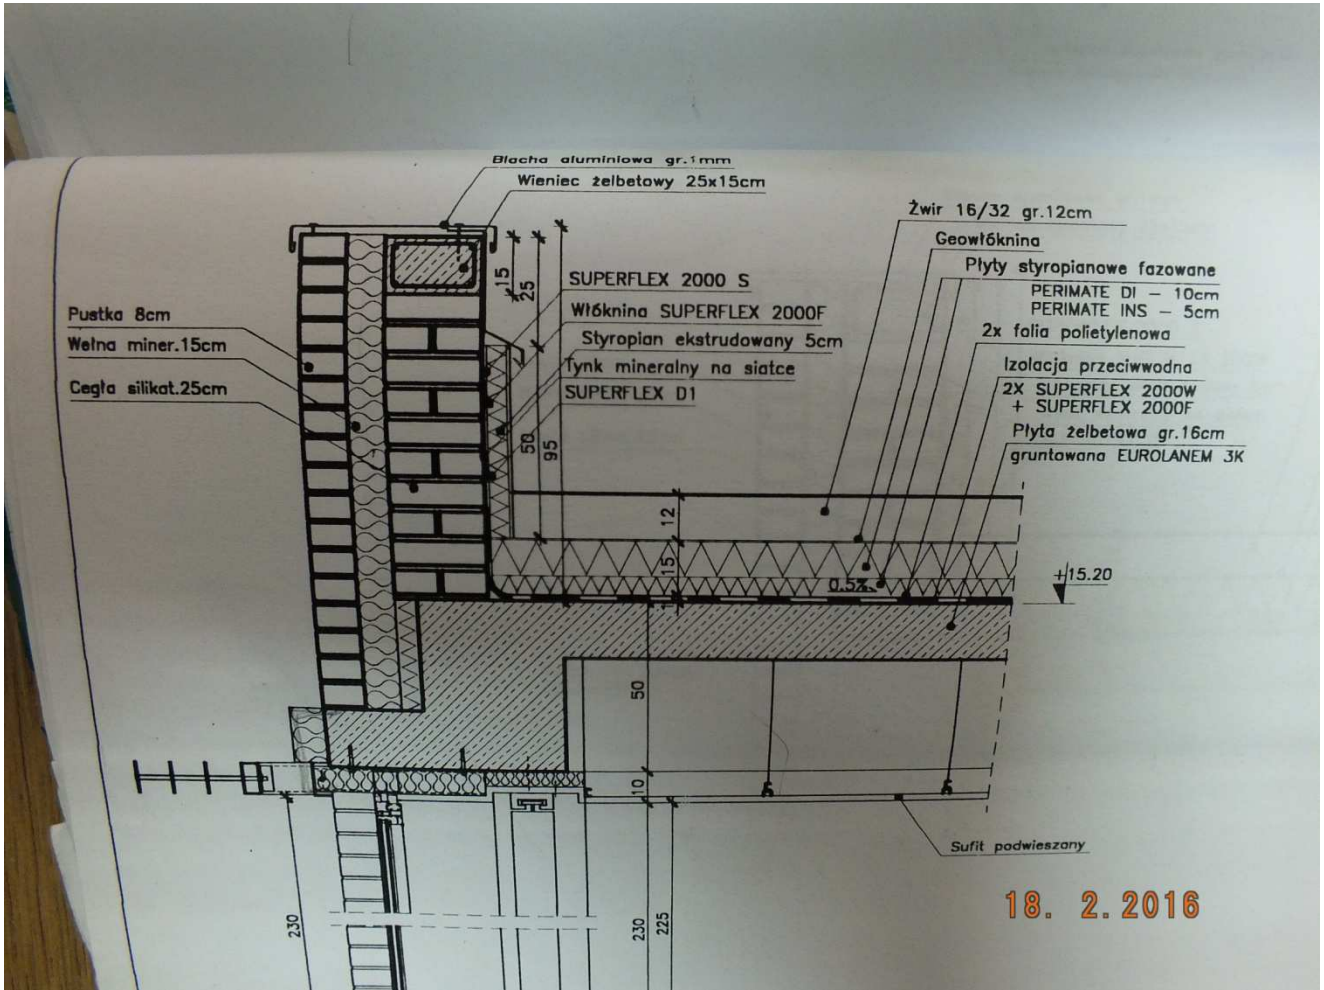 Blacha aluminiowa gr.1mm
Wieniec żelbetowy 25x15cm
Żwir 16/32 gr.12cm
Geowłóknina
Płyty styropianowe fazowane
PERIMATE DI – 10cm
PERIMATE INS – 5cm
2x folia polietylenowa
Izolacja przeciwwodna
2X SUPERFLEX 2000W
+ SUPERFLEX 2000F
Płyta żelbetowa gr.16cm
gruntowana EUROLANEM 3K
SUPERFLEX 2000 S
Włóknina SUPERFLEX 2000F
Styropian ekstrudowany 5cm
Tynk mineralny na siatce
SUPERFLEX D1
Pustka 8cm
Wełna miner.15cm
Cegła silikat.25cm
15
25
50
95
12
15
1
0.5%
+15.20
50
10
Sufit podwieszany
230
230
225
18. 2.2016